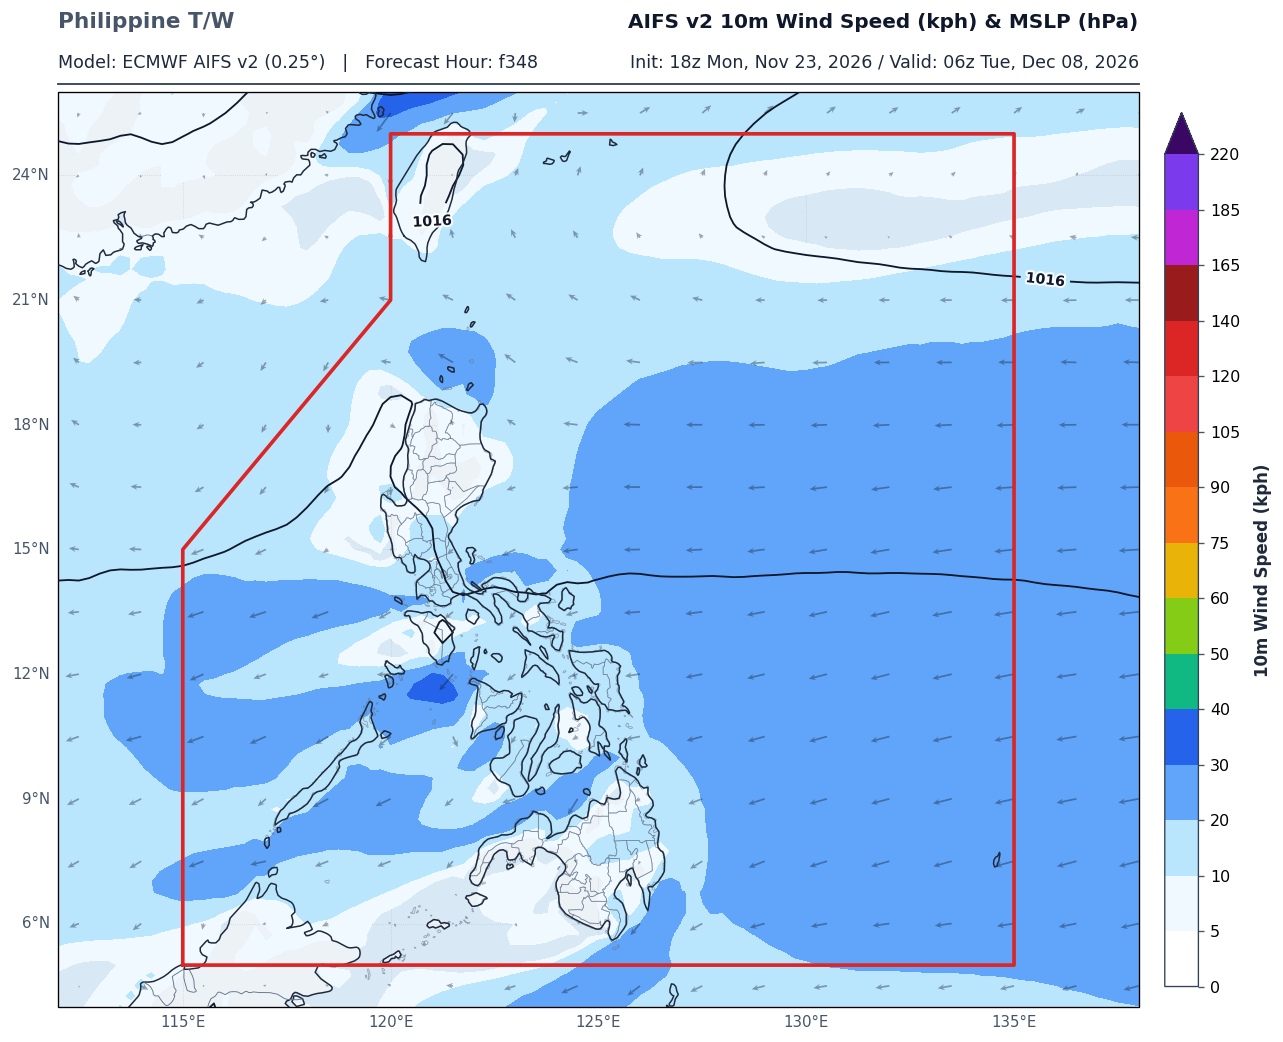 Philippine T/W
AIFS v2 10m Wind Speed (kph) & MSLP (hPa)
Model: ECMWF AIFS v2 (0.25°) | Forecast Hour: f348
Init: 18z Mon, Nov 23, 2026 / Valid: 06z Tue, Dec 08, 2026
24°N
21°N
18°N
15°N
12°N
9°N
6°N
1016
1016
115°E
120°E
125°E
130°E
135°E
220
185
165
140
120
105
90
75
60
50
40
30
20
10
5
0
10m Wind Speed (kph)